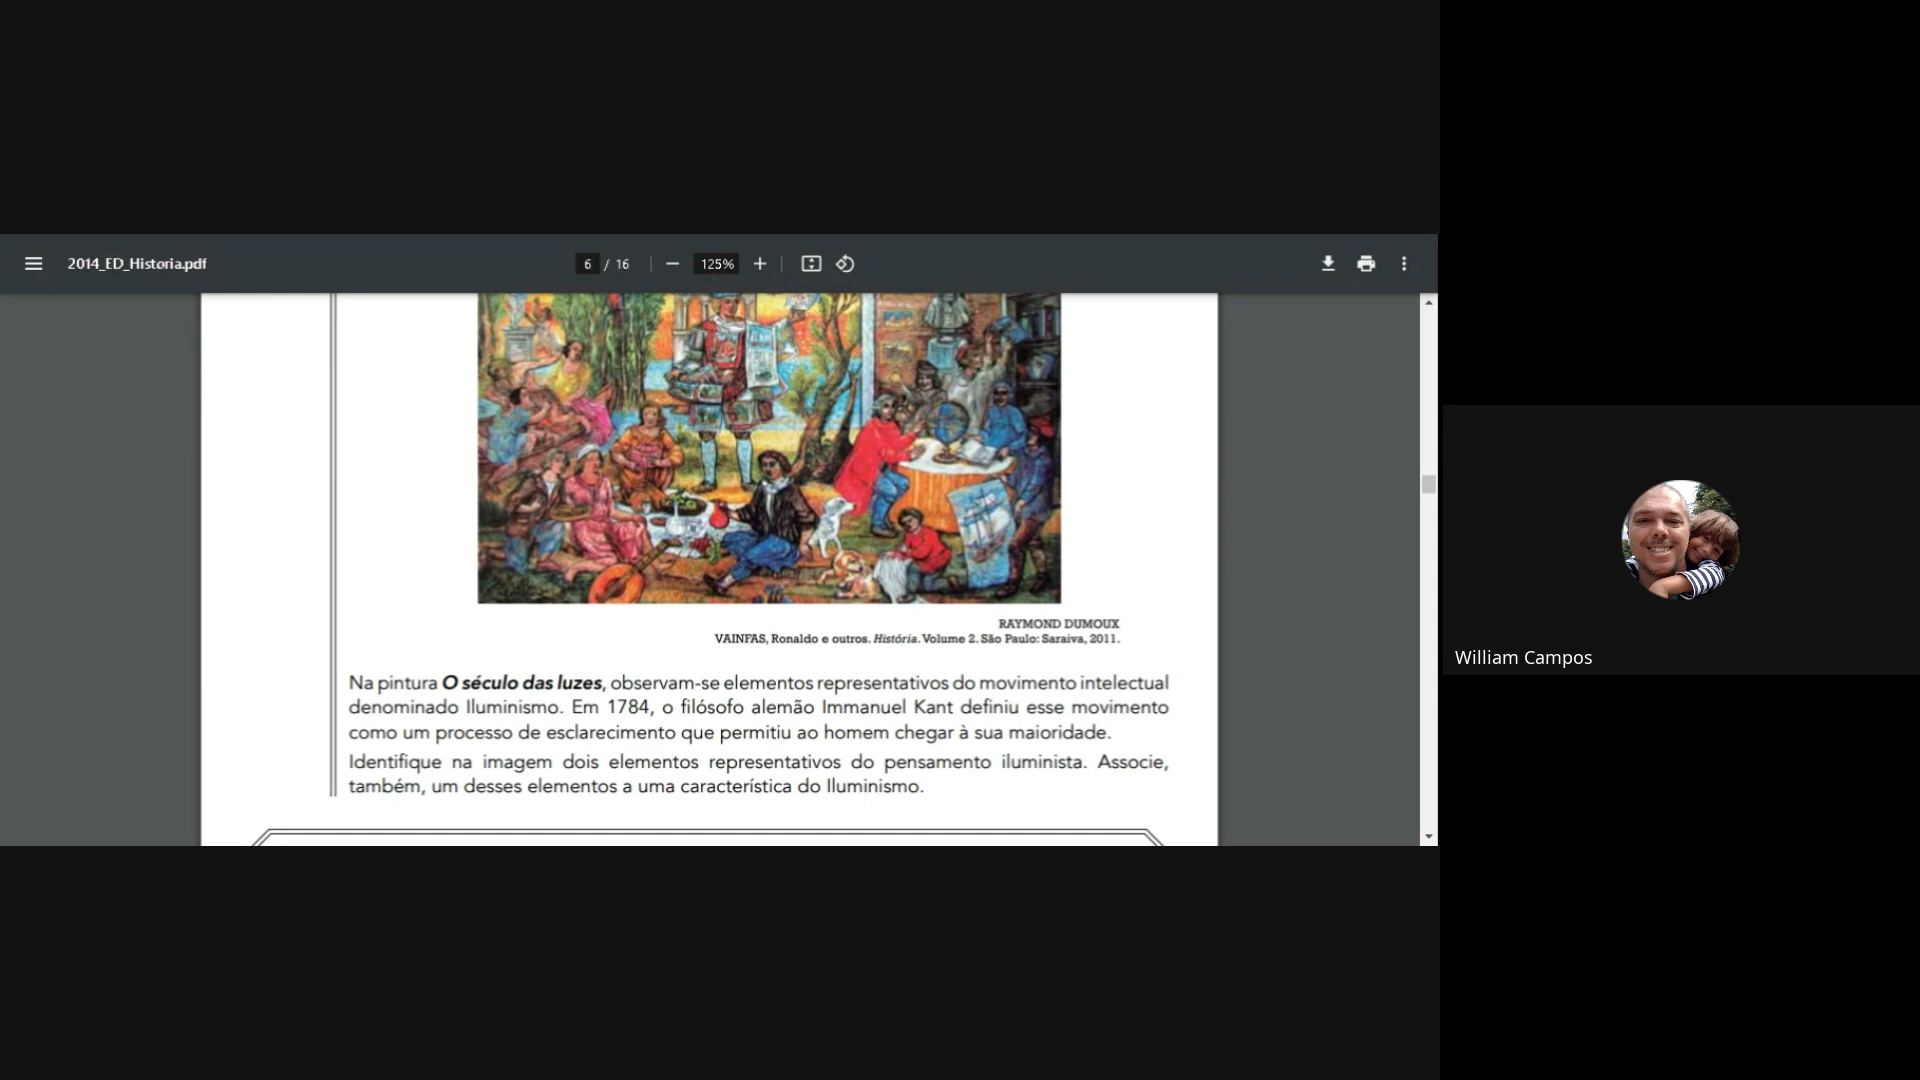 2014_ED_Historia.pdf
6 / 16
125%
RAYMOND DUMOUX
VAINFAS, Ronaldo e outros. História. Volume 2. São Paulo: Saraiva, 2011.
Na pintura O século das luzes, observam-se elementos representativos do movimento intelectual
denominado Iluminismo. Em 1784, o filósofo alemão Immanuel Kant definiu esse movimento
como um processo de esclarecimento que permitiu ao homem chegar à sua maioridade.
Identifique na imagem dois elementos representativos do pensamento iluminista. Associe,
também, um desses elementos a uma característica do Iluminismo.
William Campos